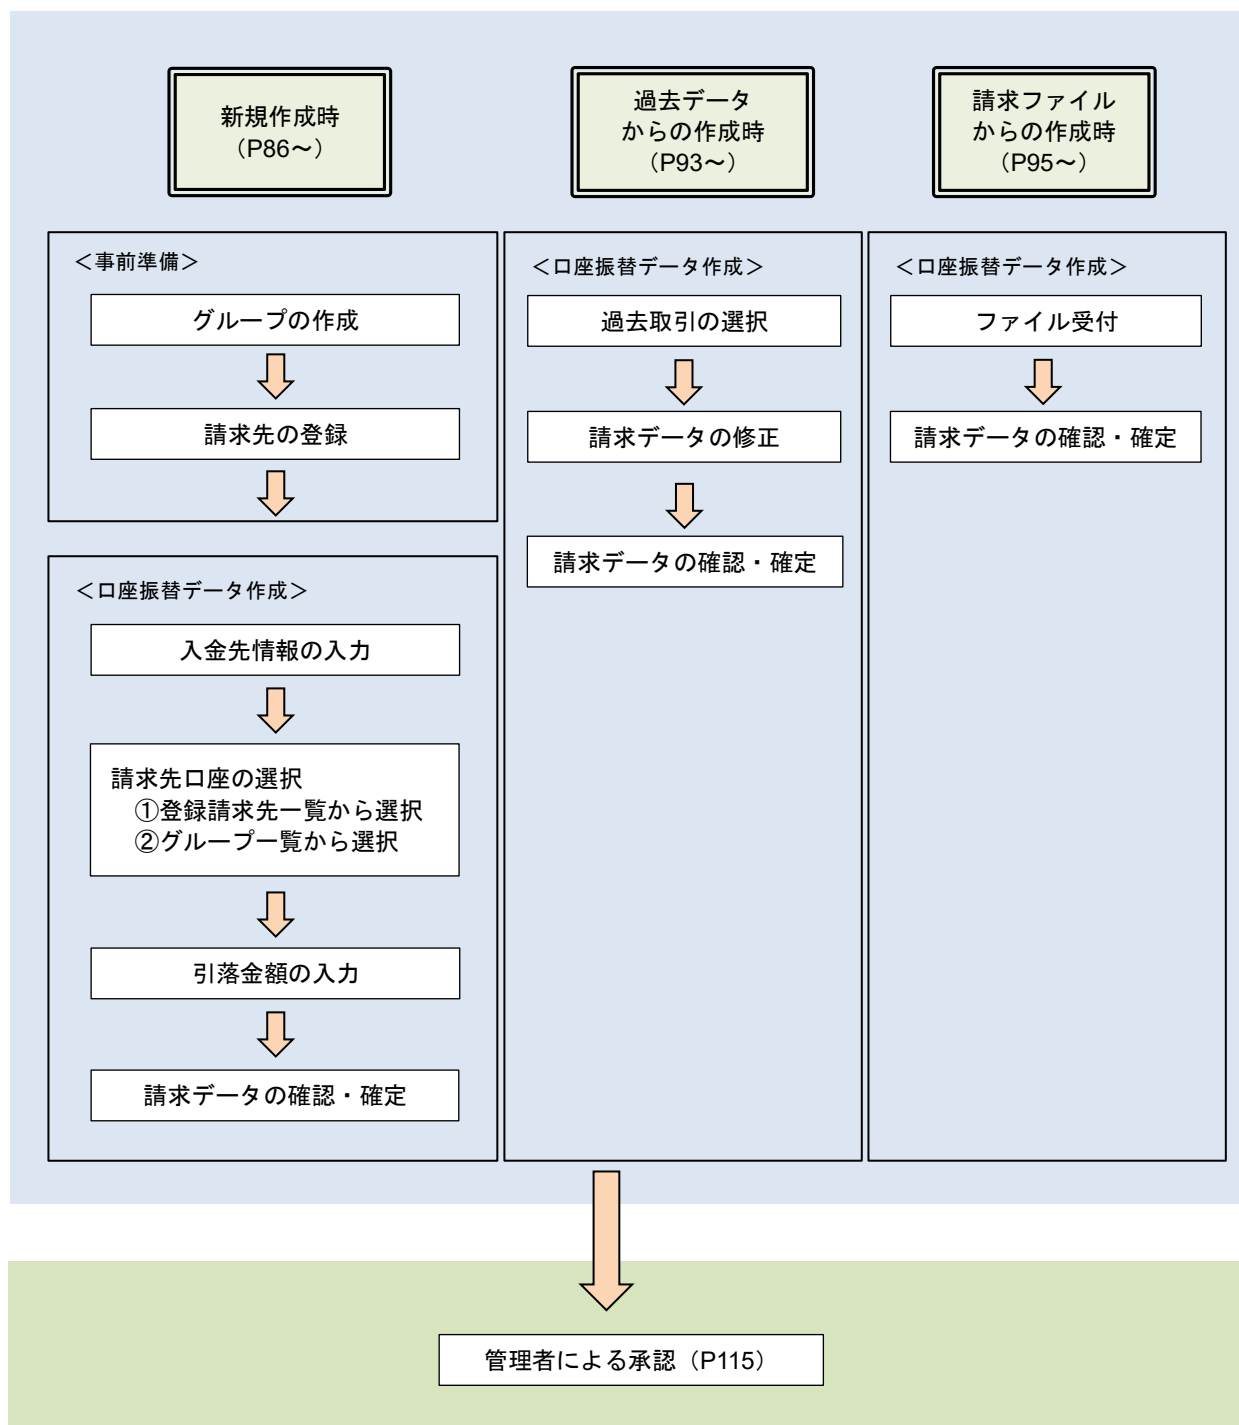 新規作成時
（P86～）
過去データ
からの作成時
（P93～）
請求ファイル
からの作成時
（P95～）
＜事前準備＞
グループの作成
請求先の登録
＜口座振替データ作成＞
入金先情報の入力
請求先口座の選択
①登録請求先一覧から選択
②グループ一覧から選択
引落金額の入力
請求データの確認・確定
＜口座振替データ作成＞
過去取引の選択
請求データの修正
請求データの確認・確定
＜口座振替データ作成＞
ファイル受付
請求データの確認・確定
管理者による承認（P115）